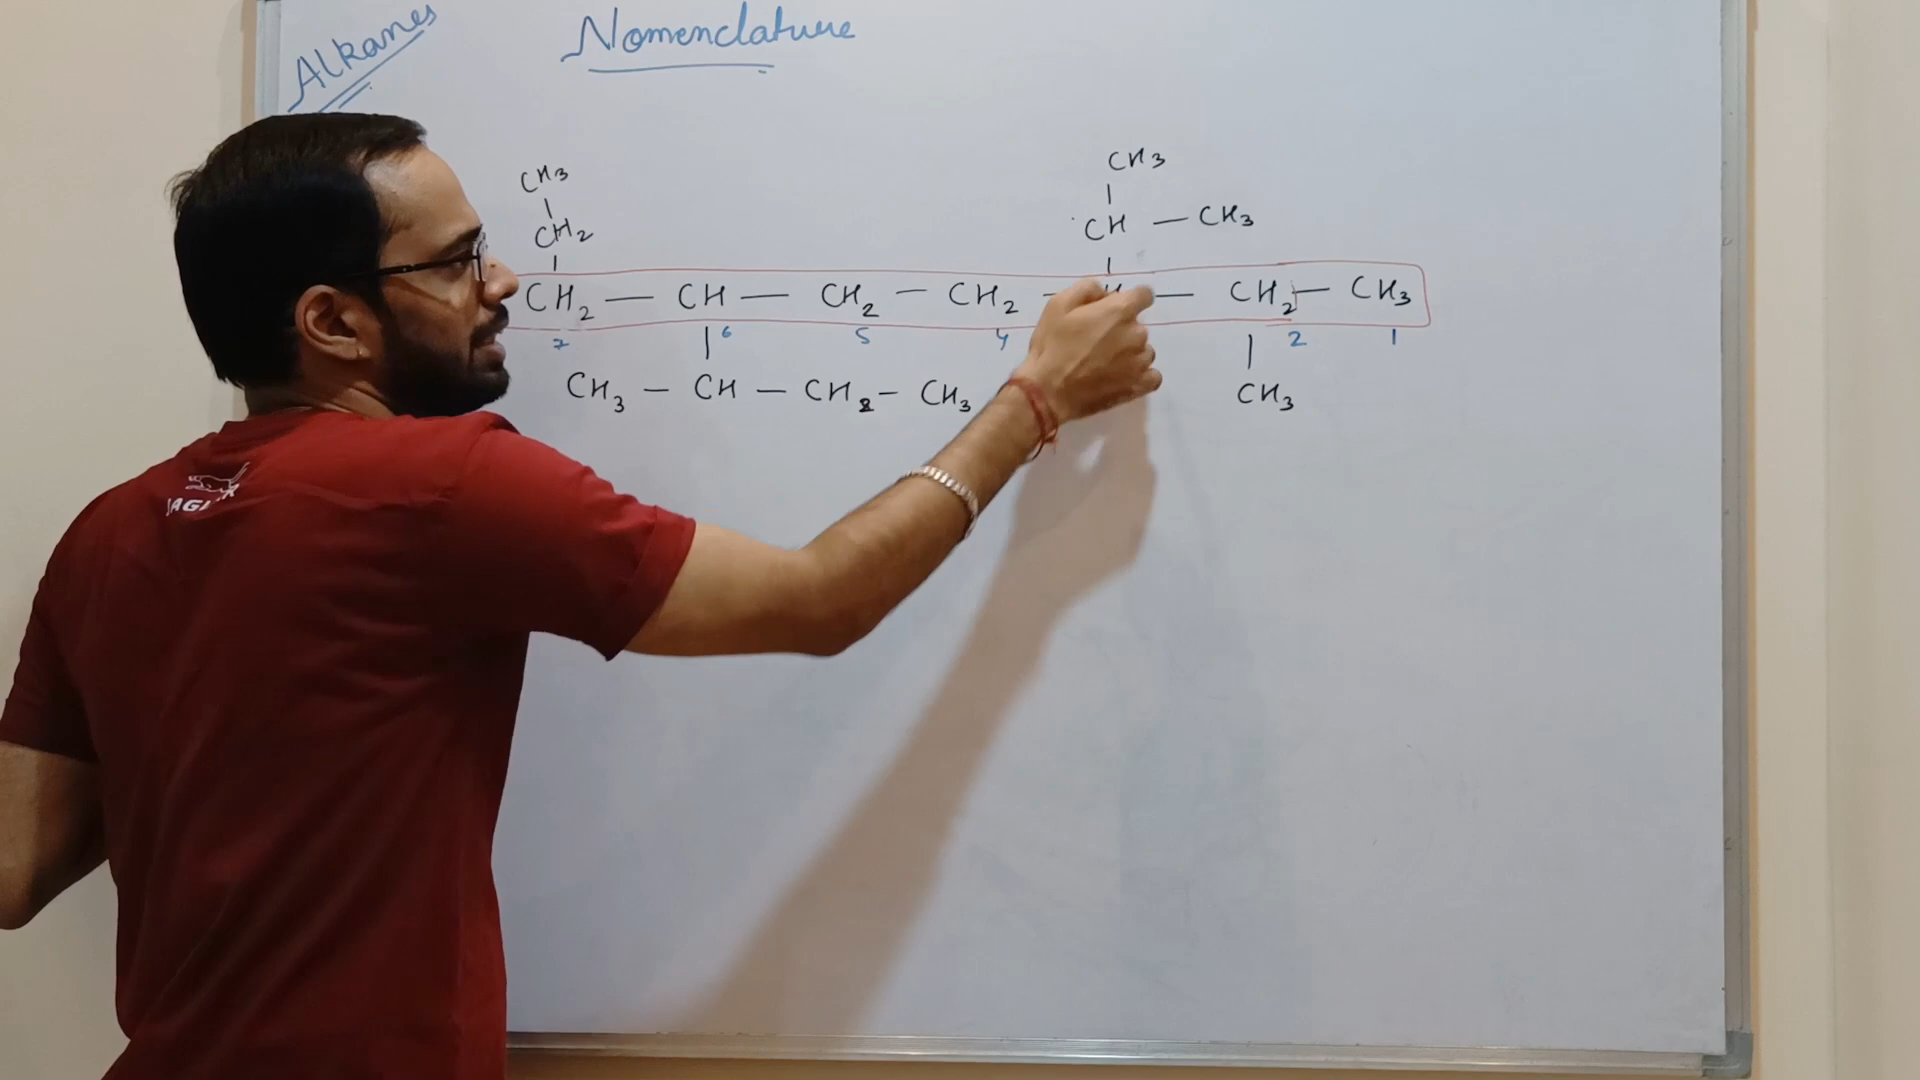 Alkanes
Nomenclature
CH3
CH3
CH2
CH — CH3
CH2 — CH — CH2 — CH2 — H — CH2 — CH3
7 6 5 4 2 1
CH3 — CH — CH2 — CH3
CH3